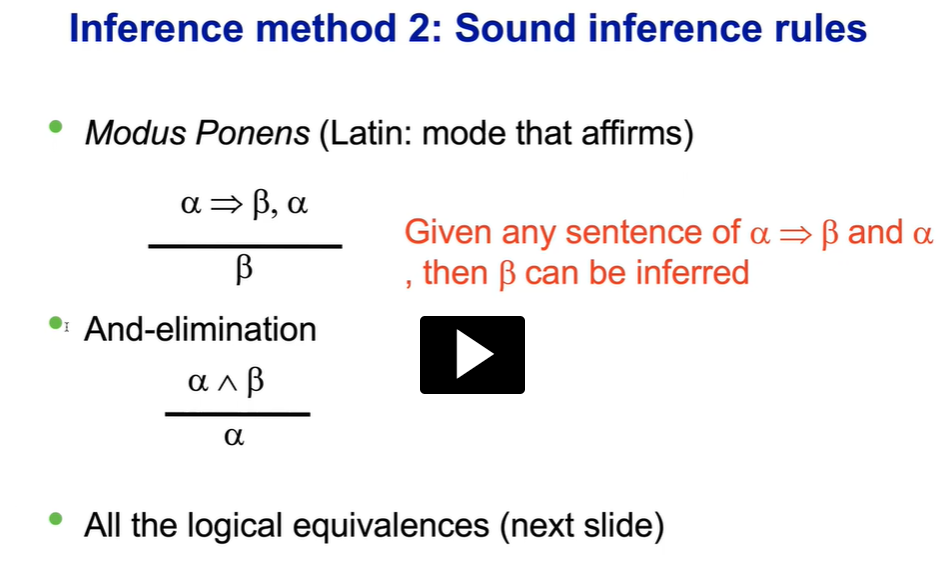 Inference method 2: Sound inference rules
Modus Ponens (Latin: mode that affirms)
α ⇒ β, α
β
Given any sentence of α ⇒ β and α
, then β can be inferred
And-elimination
α ∧ β
α
All the logical equivalences (next slide)